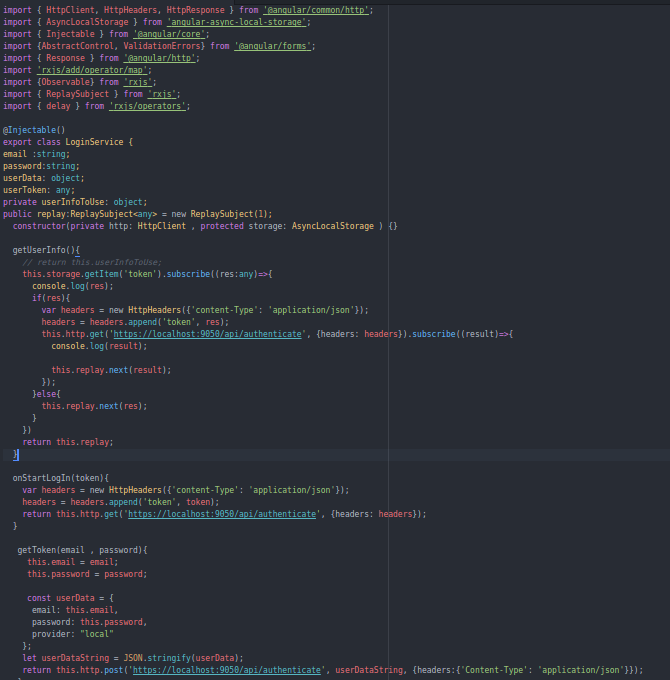 import { HttpClient, HttpHeaders, HttpResponse } from '@angular/common/http';
import { AsyncLocalStorage } from 'angular-async-local-storage';
import { Injectable } from '@angular/core';
import {AbstractControl, ValidationErrors} from '@angular/forms';
import { Response } from '@angular/http';
import 'rxjs/add/operator/map';
import {Observable} from 'rxjs';
import { ReplaySubject } from 'rxjs';
import { delay } from 'rxjs/operators';
@Injectable()
export class LoginService {
email :string;
password:string;
userData: object;
userToken: any;
private userInfoToUse: object;
public replay:ReplaySubject<any> = new ReplaySubject(1);
constructor(private http: HttpClient , protected storage: AsyncLocalStorage ) {}
getUserInfo(){
// return this.userInfoToUse;
this.storage.getItem('token').subscribe((res:any)=>{
console.log(res);
if(res){
var headers = new HttpHeaders({'content-Type': 'application/json'});
headers = headers.append('token', res);
this.http.get('https://localhost:9050/api/authenticate', {headers: headers}).subscribe((result)=>{
console.log(result);
this.replay.next(result);
});
}else{
this.replay.next(res);
}
})
return this.replay;
}
onStartLogIn(token){
var headers = new HttpHeaders({'content-Type': 'application/json'});
headers = headers.append('token', token);
return this.http.get('https://localhost:9050/api/authenticate', {headers: headers});
}
getToken(email , password){
this.email = email;
this.password = password;
const userData = {
email: this.email,
password: this.password,
provider: "local"
};
let userDataString = JSON.stringify(userData);
return this.http.post('https://localhost:9050/api/authenticate', userDataString, {headers:{'Content-Type': 'application/json'}});